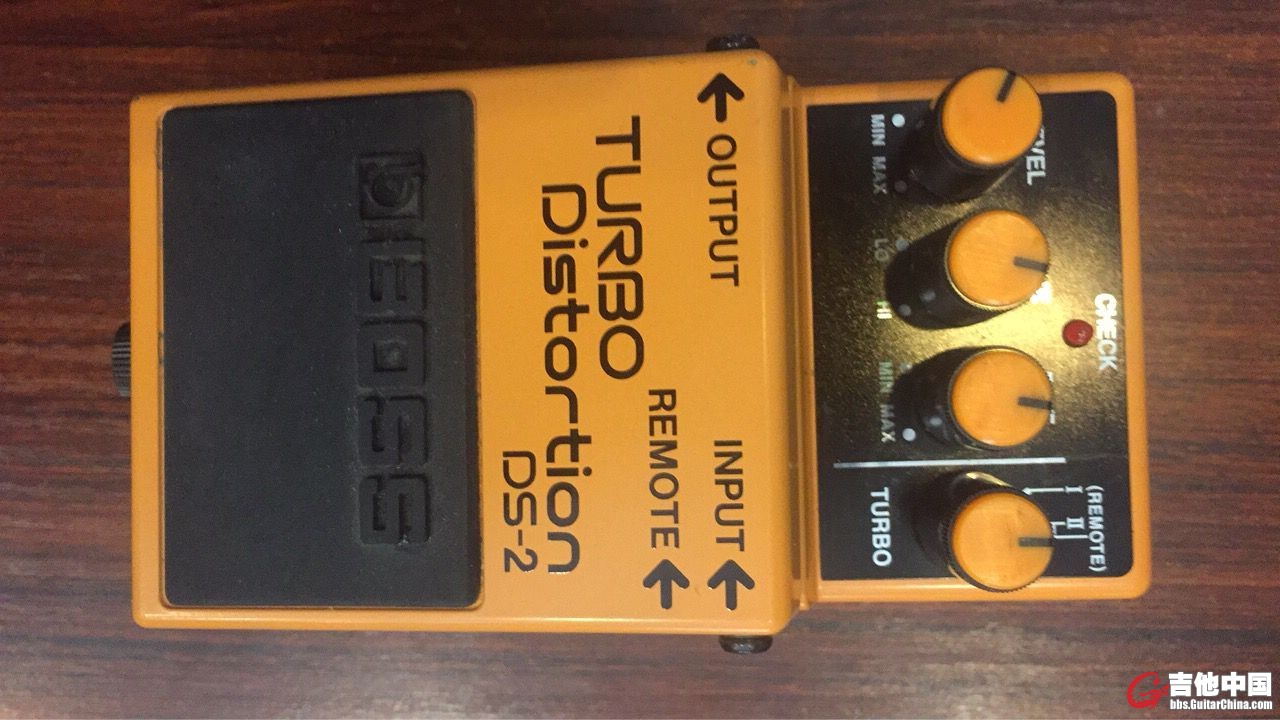 CHECK
LEVEL
(REMOTE)
I II
MIN MAX
LO HI
MIN MAX
TURBO
← OUTPUT
INPUT ←
REMOTE ←
TURBO
Distortion
DS-2
BOSS
吉他中国
bbs.GuitarChina.com